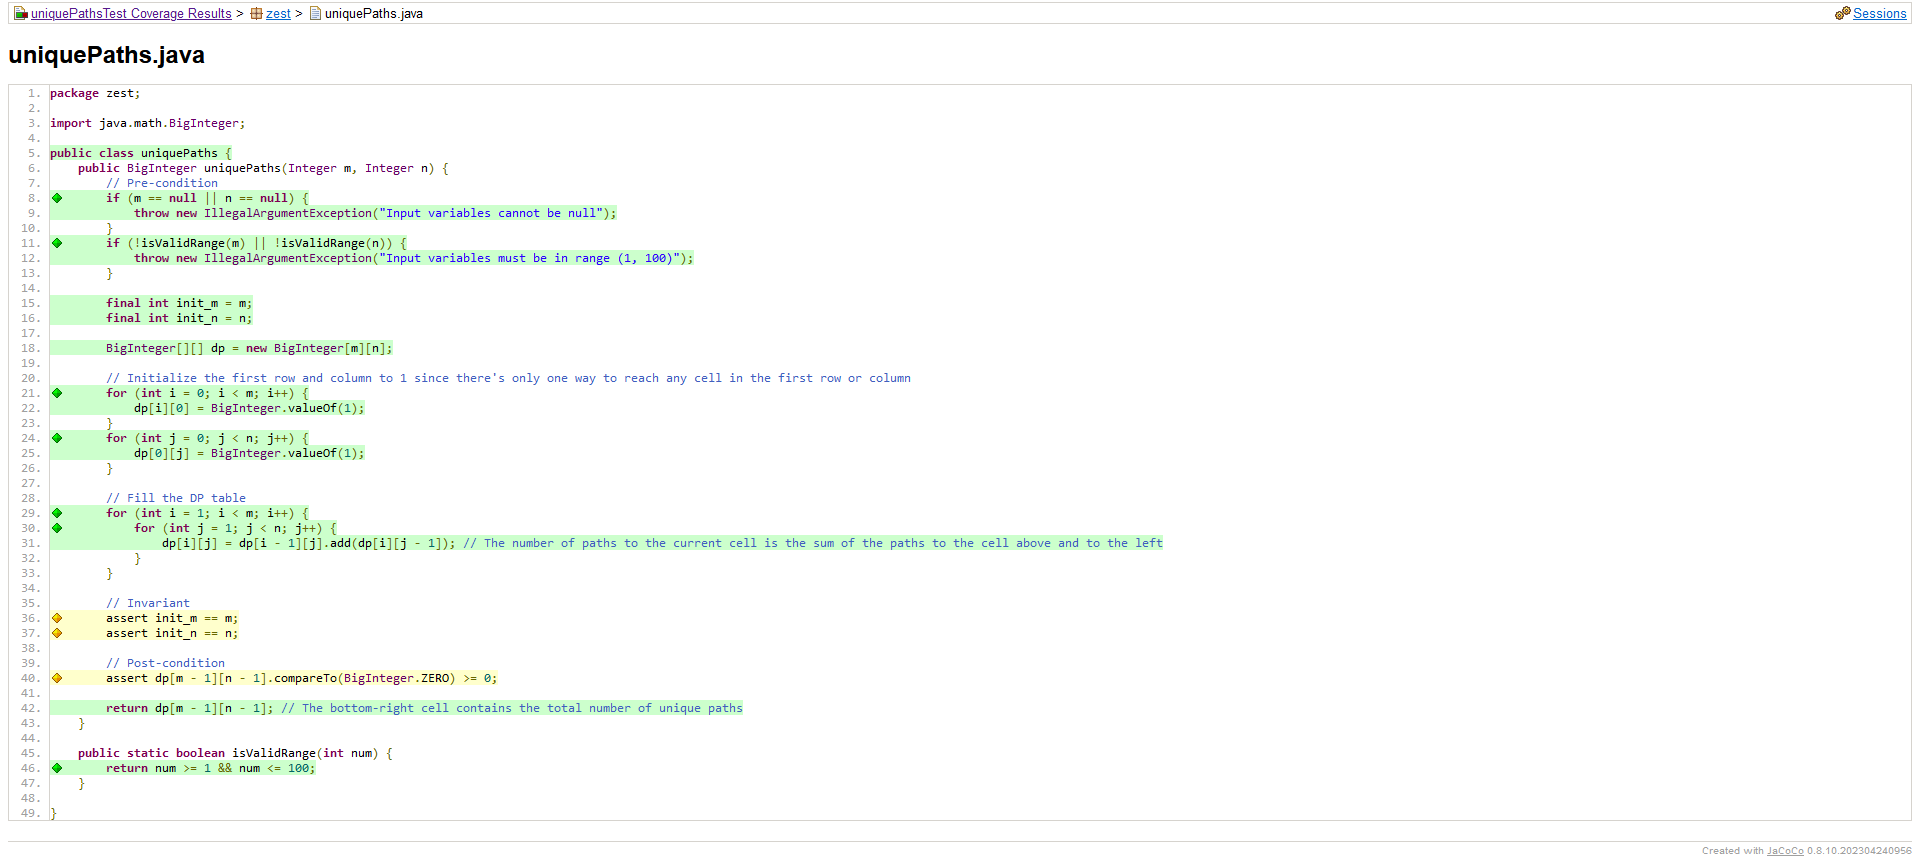 uniquePathsTest Coverage Results > zest > uniquePaths.java Sessions
uniquePaths.java
1. package zest;
2.
3. import java.math.BigInteger;
4.
5. public class uniquePaths {
6.     public BigInteger uniquePaths(Integer m, Integer n) {
7.         // Pre-condition
8.         if (m == null || n == null) {
9.             throw new IllegalArgumentException("Input variables cannot be null");
10.         }
11.         if (!isValidRange(m) || !isValidRange(n)) {
12.             throw new IllegalArgumentException("Input variables must be in range (1, 100)");
13.         }
14.
15.         final int init_m = m;
16.         final int init_n = n;
17.
18.         BigInteger[][] dp = new BigInteger[m][n];
19.
20.         // Initialize the first row and column to 1 since there's only one way to reach any cell in the first row or column
21.         for (int i = 0; i < m; i++) {
22.             dp[i][0] = BigInteger.valueOf(1);
23.         }
24.         for (int j = 0; j < n; j++) {
25.             dp[0][j] = BigInteger.valueOf(1);
26.         }
27.
28.         // Fill the DP table
29.         for (int i = 1; i < m; i++) {
30.             for (int j = 1; j < n; j++) {
31.                 dp[i][j] = dp[i - 1][j].add(dp[i][j - 1]); // The number of paths to the current cell is the sum of the paths to the cell above and to the left
32.             }
33.         }
34.
35.         // Invariant
36.         assert init_m == m;
37.         assert init_n == n;
38.
39.         // Post-condition
40.         assert dp[m - 1][n - 1].compareTo(BigInteger.ZERO) >= 0;
41.
42.         return dp[m - 1][n - 1]; // The bottom-right cell contains the total number of unique paths
43.     }
44.
45.     public static boolean isValidRange(int num) {
46.         return num >= 1 && num <= 100;
47.     }
48.
49. }
Created with JaCoCo 0.8.10.202304240956